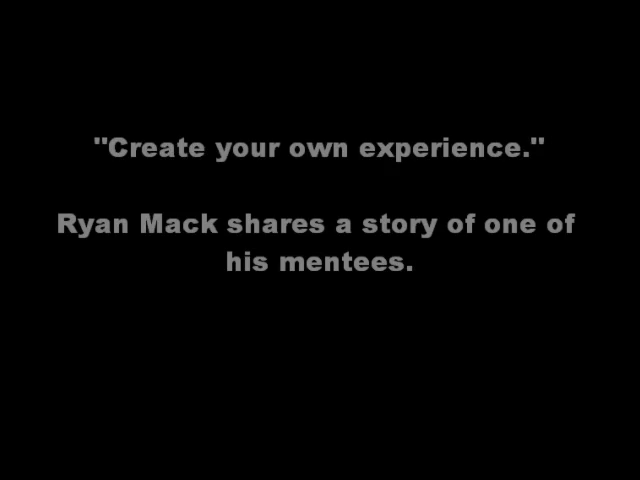 "Create your own experience."
Ryan Mack shares a story of one of
his mentees.